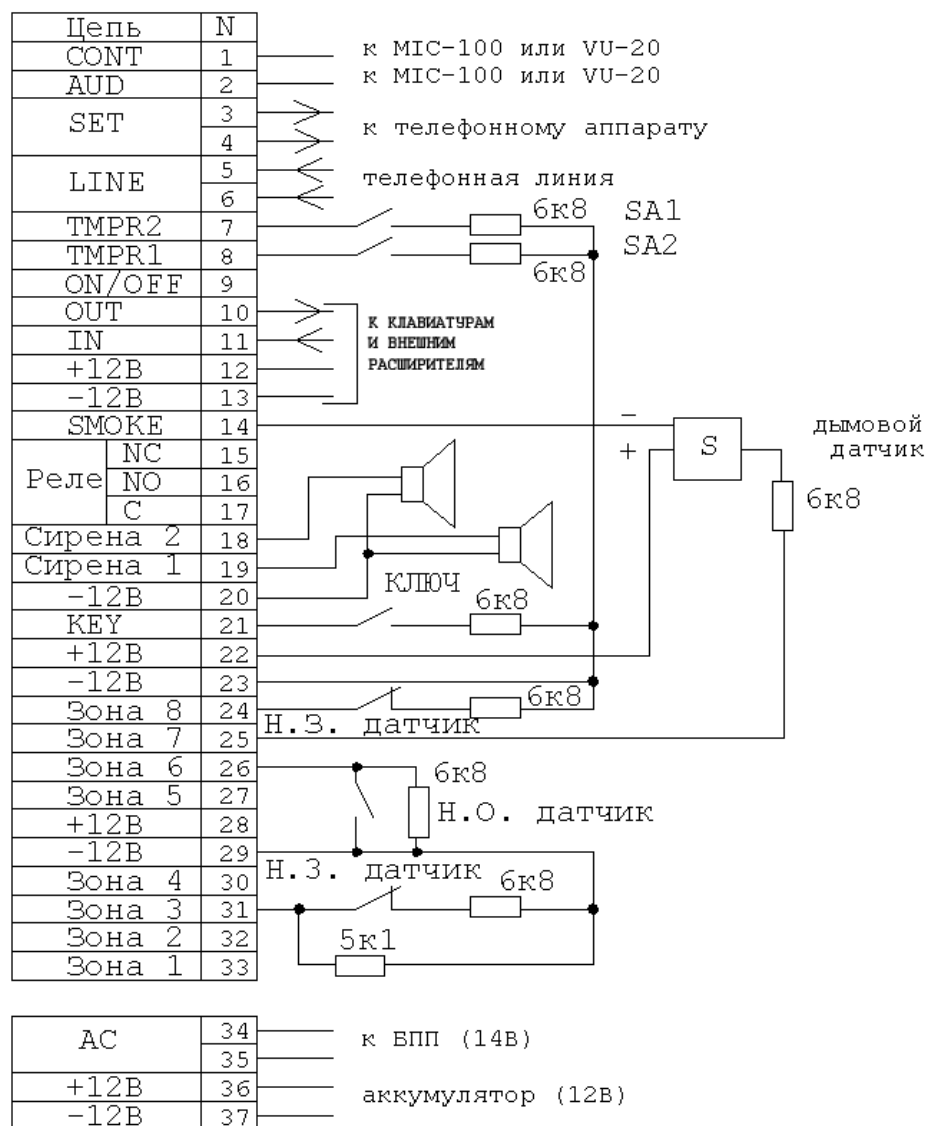 Цепь N
CONT 1 к MIC-100 или VU-20
AUD 2 к MIC-100 или VU-20
SET 3
4 к телефонному аппарату
LINE 5
6 телефонная линия
TMPR2 7 6к8 SA1
TMPR1 8 6к8 SA2
ON/OFF 9
OUT 10 К КЛАВИАТУРАМ
IN 11 И ВНЕШНИМ
+12В 12 РАСШИРИТЕЛЯМ
-12В 13
SMOKE 14 - дымовой
Реле NC 15 + S датчик
NO 16 6к8
C 17
Сирена 2 18
Сирена 1 19
-12В 20 КЛЮЧ 6к8
KEY 21
+12В 22
-12В 23
Зона 8 24 Н.З. датчик 6к8
Зона 7 25
Зона 6 26 6к8
Зона 5 27 Н.О. датчик
+12В 28
-12В 29
Зона 4 30 Н.З. датчик 6к8
Зона 3 31
Зона 2 32 5к1
Зона 1 33
AC 34 к БПП (14В)
35
+12В 36 аккумулятор (12В)
-12В 37